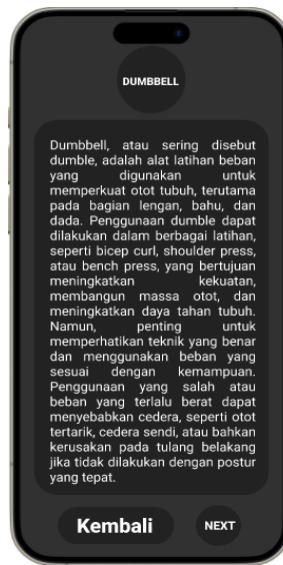 DUMBBELL
Dumbbell, atau sering disebut
dumble, adalah alat latihan beban
yang digunakan untuk
memperkuat otot tubuh, terutama
pada bagian lengan, bahu, dan
dada. Penggunaan dumble dapat
dilakukan dalam berbagai latihan,
seperti bicep curl, shoulder press,
atau bench press, yang bertujuan
meningkatkan kekuatan,
membangun massa otot, dan
meningkatkan daya tahan tubuh.
Namun, penting untuk
memperhatikan teknik yang benar
dan menggunakan beban yang
sesuai dengan kemampuan.
Penggunaan yang salah atau
beban yang terlalu berat dapat
menyebabkan cedera, seperti otot
tertarik, cedera sendi, atau bahkan
kerusakan pada tulang belakang
jika tidak dilakukan dengan postur
yang tepat.
Kembali
NEXT